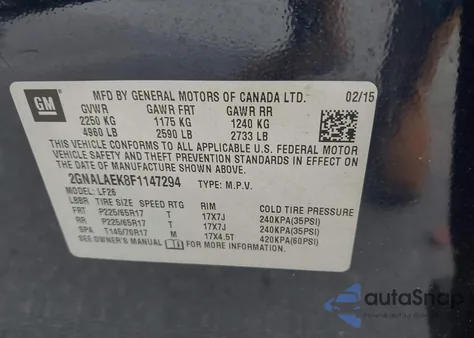 GM
MFD BY GENERAL MOTORS OF CANADA LTD. 02/15
GVWR GAWR FRT GAWR RR
2250 KG 1175 KG 1240 KG
4960 LB 2590 LB 2733 LB
THIS VEHICLE CONFORMS TO ALL APPLICABLE U.S. FEDERAL MOTOR
VEHICLE SAFETY AND THEFT PREVENTION STANDARDS IN EFFECT ON
THE DATE OF MANUFACTURE SHOWN ABOVE.
2GNALAEK8F1147294 TYPE: M.P.V.
MODEL: LF26
LBBR TIRE SIZE SPEED RTG RIM COLD TIRE PRESSURE
FRT P225/65R17 T 17X7J 240KPA(35PSI)
RR P225/65R17 T 17X7J 240KPA(35PSI)
SPA T145/70R17 M 17X4.5T 420KPA(60PSI)
SEE OWNER'S MANUAL FOR MORE INFORMATION.
autoSnap